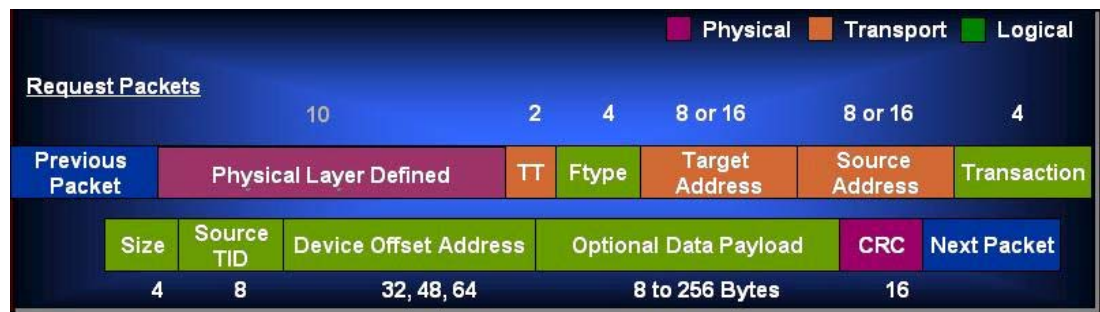 Physical Transport Logical
Request Packets
10 2 4 8 or 16 8 or 16 4
Previous Packet Physical Layer Defined TT Ftype Target Address Source Address Transaction
Size Source TID Device Offset Address Optional Data Payload CRC Next Packet
4 8 32, 48, 64 8 to 256 Bytes 16